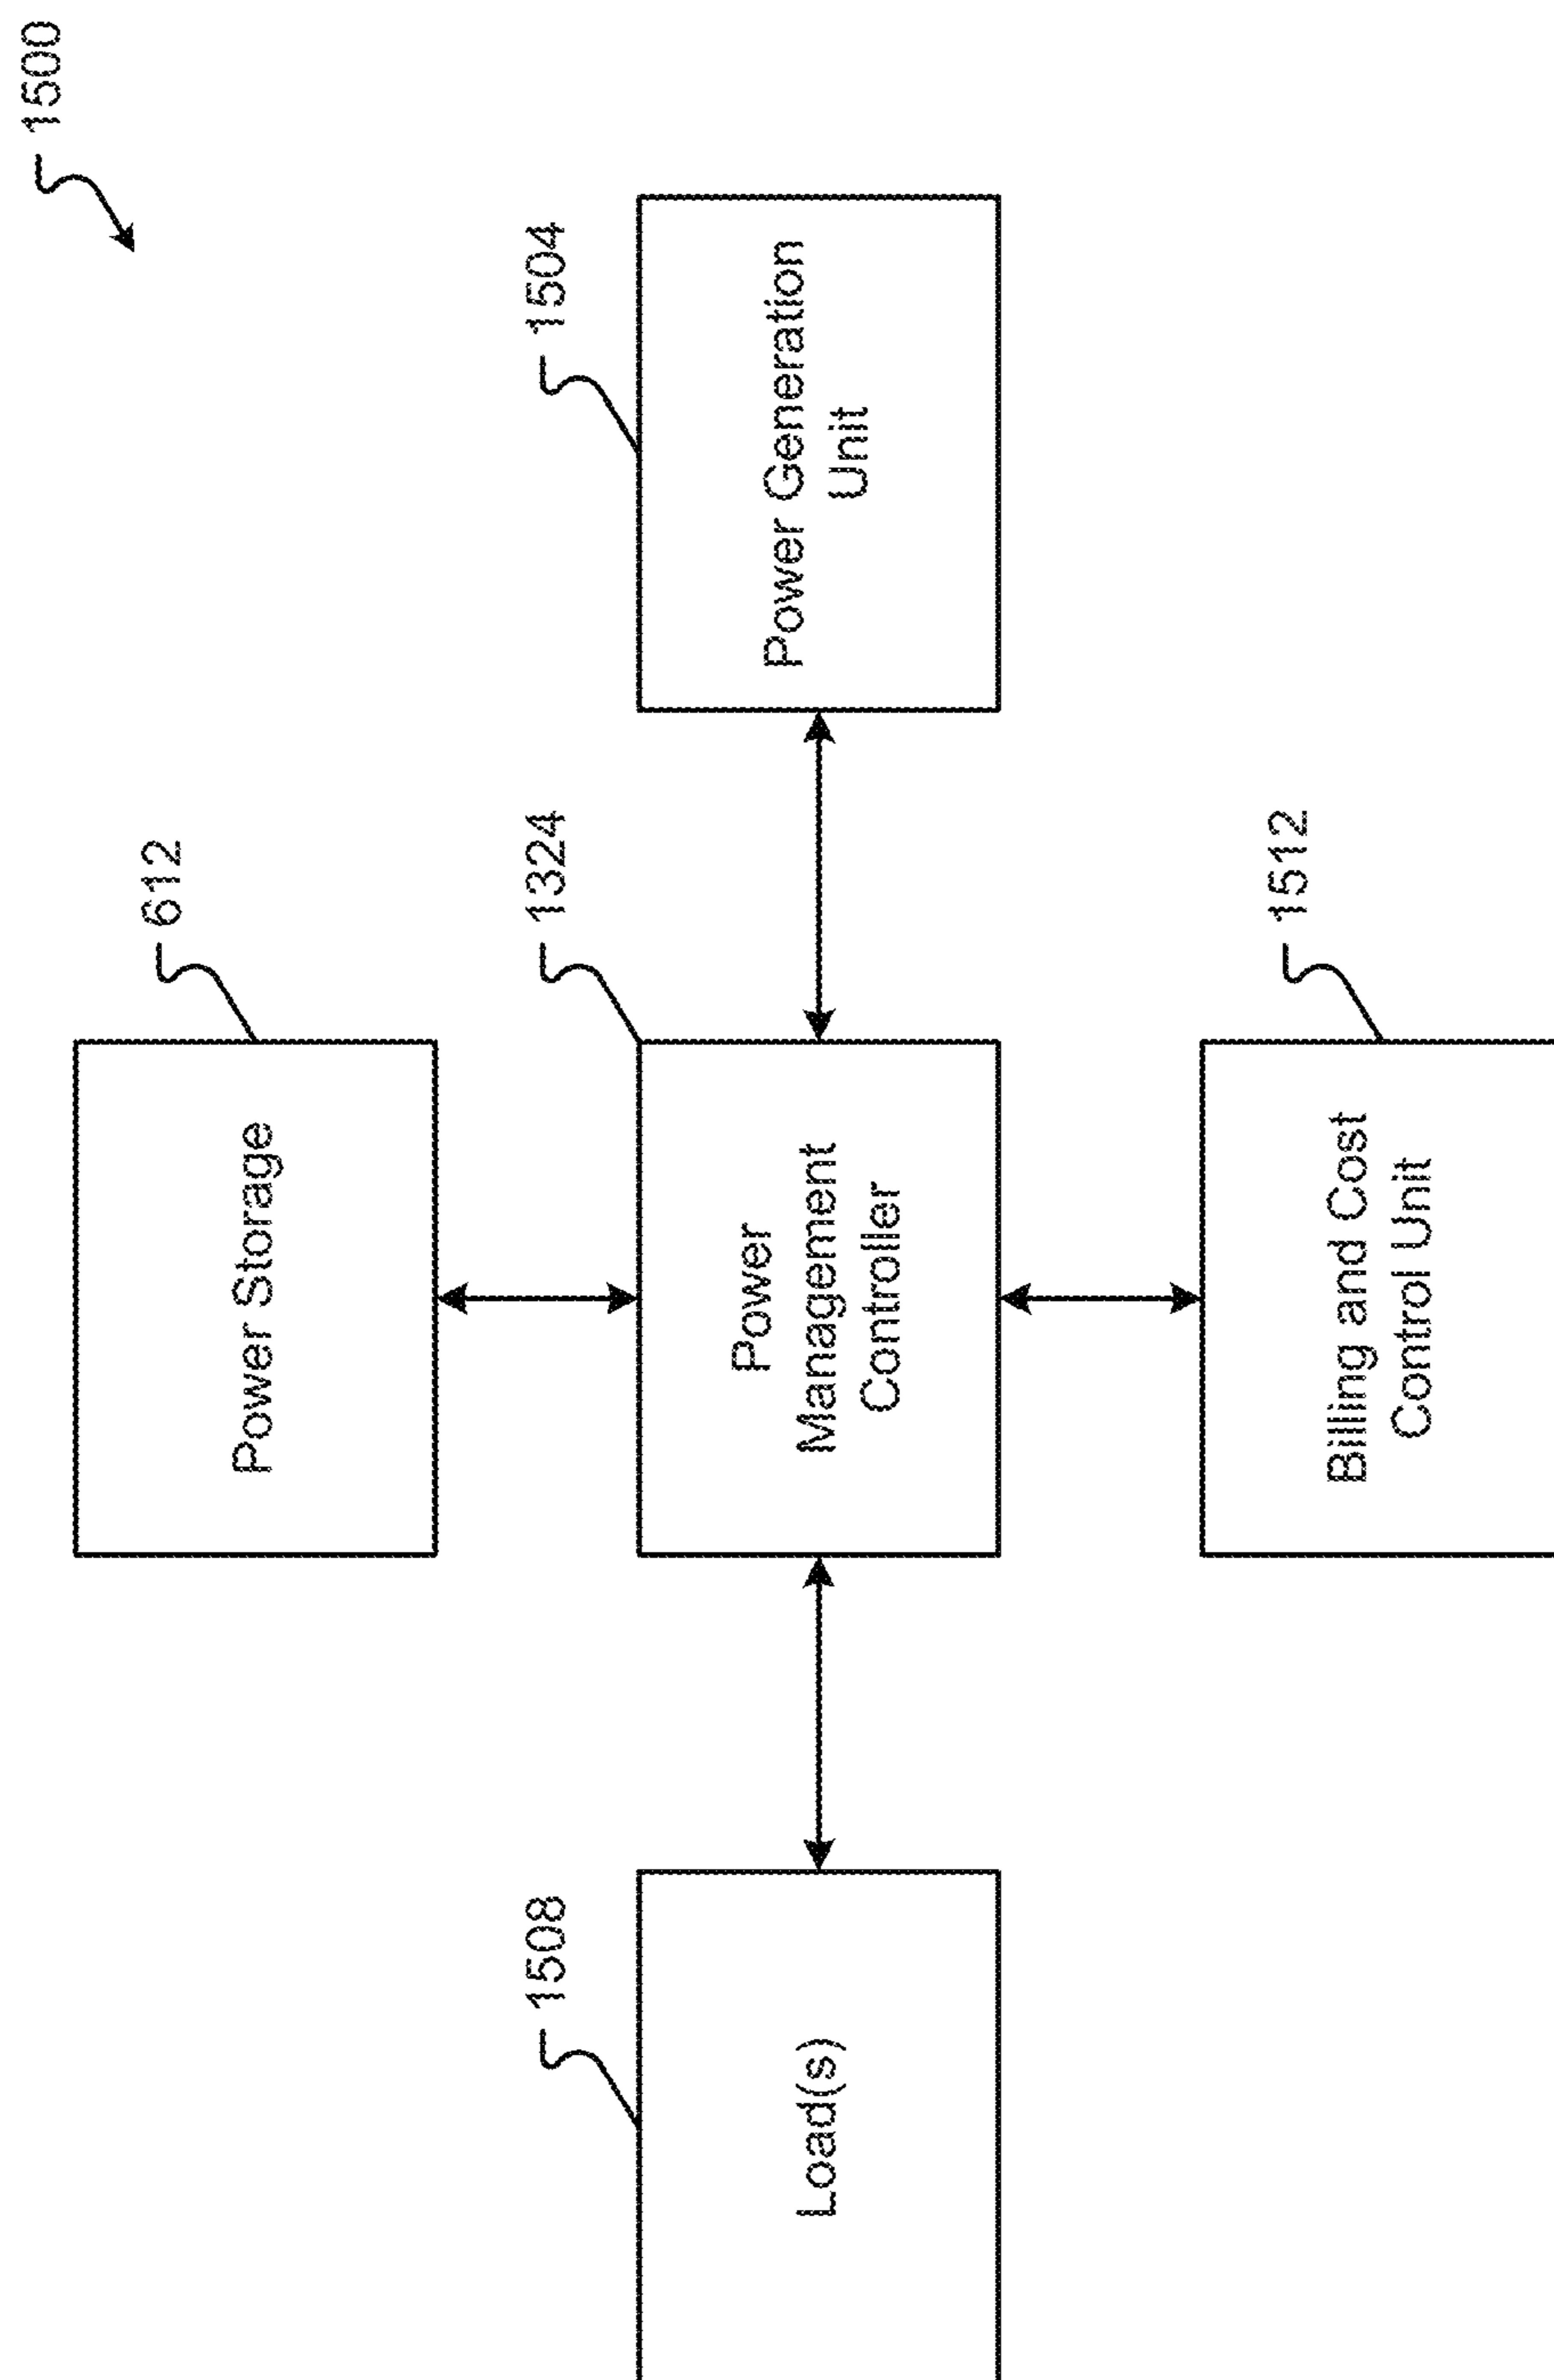 1500
612
Power Storage
1508
Load(s)
1324
Power
Management
Controller
1504
Power Generation
Unit
1512
Billing and Cost
Control Unit